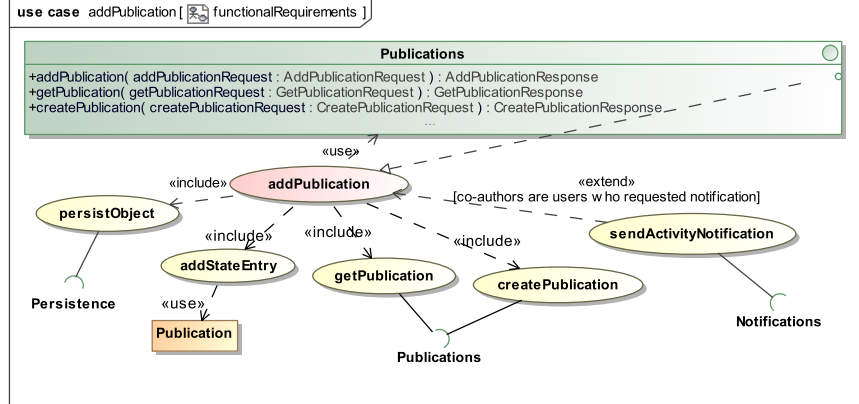 use case addPublication [ functionalRequirements ]
Publications
+addPublication( addPublicationRequest : AddPublicationRequest ) : AddPublicationResponse
+getPublication( getPublicationRequest : GetPublicationRequest ) : GetPublicationResponse
+createPublication( createPublicationRequest : CreatePublicationRequest ) : CreatePublicationResponse
...
«use»
«include»
addPublication
«extend»
[co-authors are users who requested notification]
persistObject
«include»
«include»
«include»
sendActivityNotification
addStateEntry
getPublication
createPublication
Persistence
«use»
Publication
Publications
Notifications